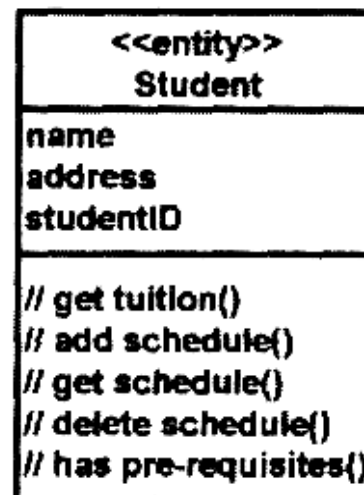 <<entity>>
Student
name
address
studentID
// get tuition()
// add schedule()
// get schedule()
// delete schedule()
// has pre-requisites()